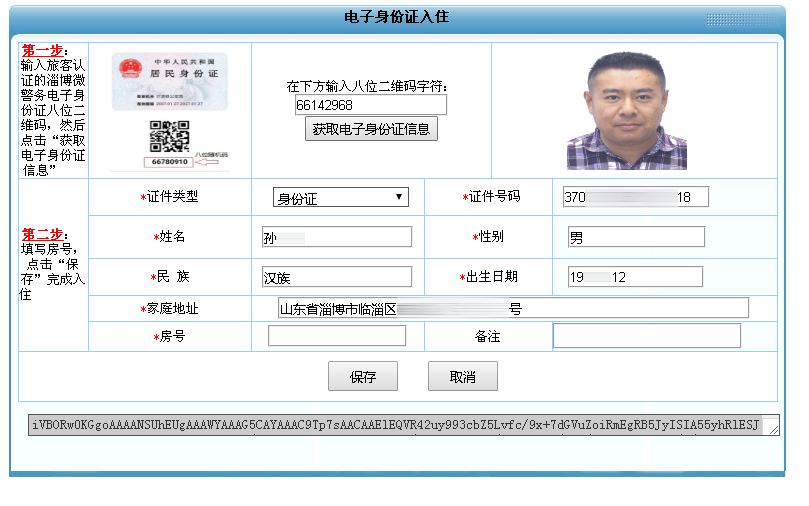 电子身份证入住
第一步：
输入旅客认
证的淄博微
警务电子身
份证八位二
维码，然后
点击“获取
电子身份证
信息”
中华人民共和国
居民身份证
八位随机码
66780910
在下方输入八位二维码字符：
66142968
获取电子身份证信息
第二步：
填写房号，
点击“保
存”完成入
住
*证件类型 身份证 *证件号码 370 18
*姓名 孙 *性别 男
*民 族 汉族 *出生日期 19 12
*家庭地址 山东省淄博市临淄区 号
*房号 备注
保存 取消
iVBORw0KGgoAAAANSUhEUgAAAWYAAAG5CAYAAAC9Tp7sAACAAElEQVR42uy993cbZ5Lvfc/9x+7dGVuZoiRmEgRB5JyISIA55yhRlESJ